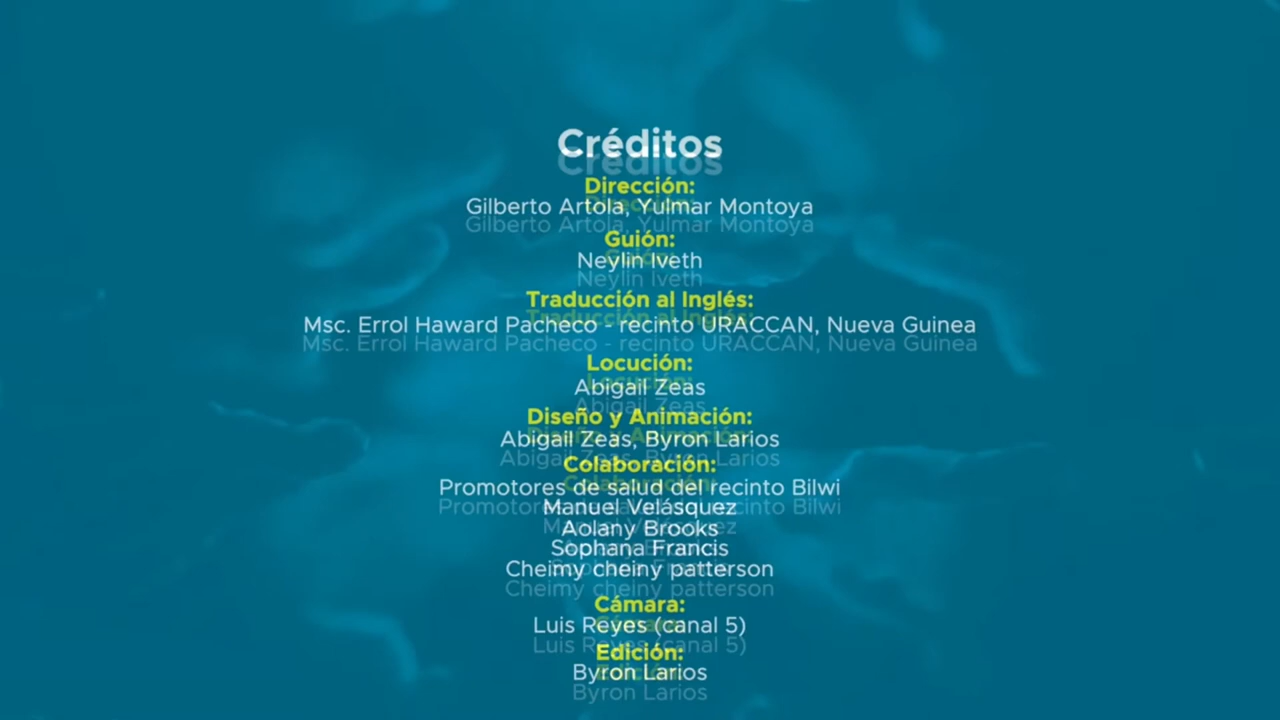 Créditos
Dirección:
Gilberto Artola, Yulmar Montoya
Guión:
Neylin Iveth
Traducción al Inglés:
Msc. Errol Haward Pacheco - recinto URACCAN, Nueva Guinea
Locución:
Abigail Zeas
Diseño y Animación:
Abigail Zeas, Byron Larios
Colaboración:
Promotores de salud del recinto Bilwi
Manuel Velásquez
Aolany Brooks
Sophana Francis
Cheimy cheiny patterson
Cámara:
Luis Reyes (canal 5)
Edición:
Byron Larios